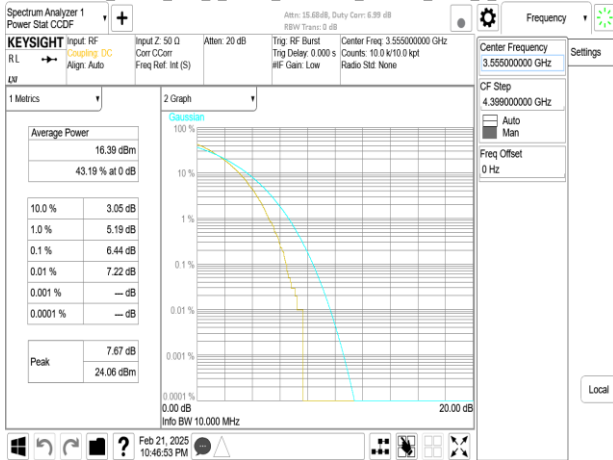 Spectrum Analyzer 1
Power Stat CCDF
Attn: 15.68dB, Duty Corr: 6.99 dB
RBW Trans: 0 dB
Frequency
KEYSIGHT
RL
LXI
Input: RF
Coupling: DC
Align: Auto
Input Z: 50 Ω
Corr CCorr
Freq Ref: Int (S)
Atten: 20 dB
Trig: RF Burst
Trig Delay: 0.000 s
#IF Gain: Low
Center Freq: 3.555000000 GHz
Counts: 10.0 k/10.0 kpt
Radio Std: None
Center Frequency
3.555000000 GHz
Settings
CF Step
4.399000000 GHz
Auto
Man
Freq Offset
0 Hz
Local
1 Metrics
Average Power
16.39 dBm
43.19 % at 0 dB
10.0 % 3.05 dB
1.0 % 5.19 dB
0.1 % 6.44 dB
0.01 % 7.22 dB
0.001 % --- dB
0.0001 % --- dB
Peak
7.67 dB
24.06 dBm
2 Graph
Gaussian
100 %
10 %
1 %
0.1 %
0.01 %
0.001 %
0.0001 %
0.00 dB 20.00 dB
Info BW 10.000 MHz
Feb 21, 2025
10:46:53 PM